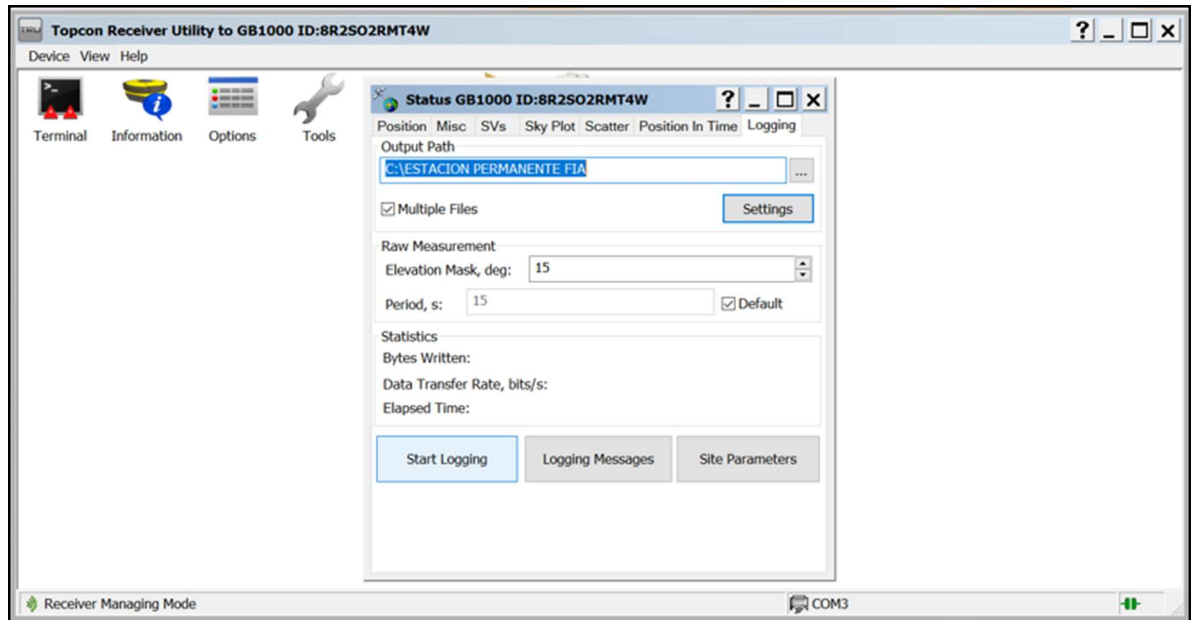 TRU Topcon Receiver Utility to GB1000 ID:8R2SO2RMT4W
Device View Help
Terminal Information Options Tools
Status GB1000 ID:8R2SO2RMT4W
Position Misc SVs Sky Plot Scatter Position In Time Logging
Output Path
C:\ESTACION PERMANENTE FIA
...
Multiple Files
Settings
Raw Measurement
Elevation Mask, deg: 15
Period, s: 15 Default
Statistics
Bytes Written:
Data Transfer Rate, bits/s:
Elapsed Time:
Start Logging Logging Messages Site Parameters
Receiver Managing Mode COM3